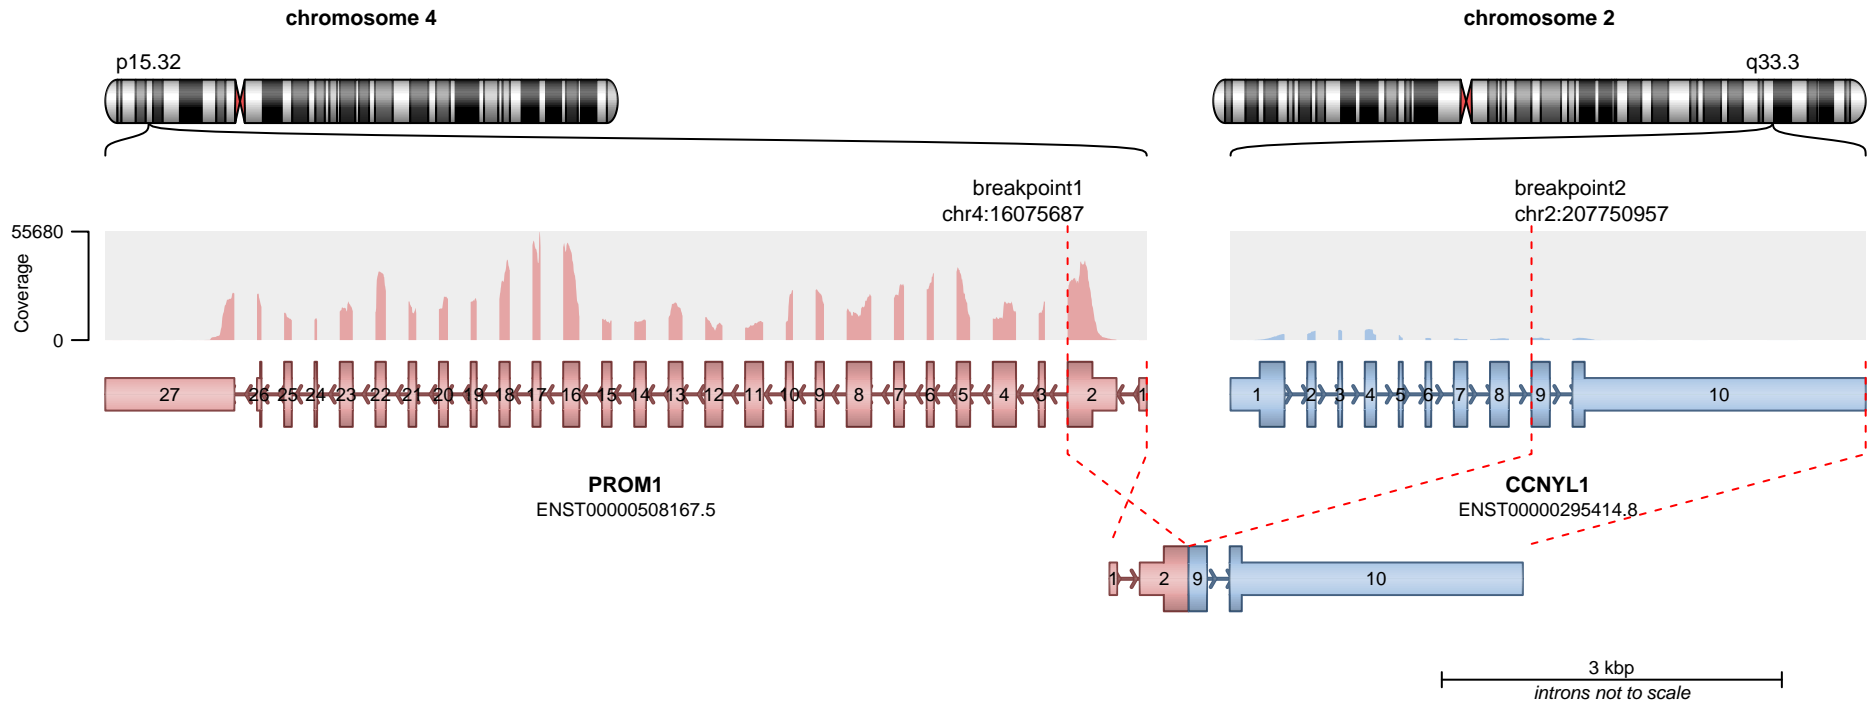 chromosome 4
chromosome 2
p15.32
q33.3
breakpoint1
chr4:16075687
breakpoint2
chr2:207750957
55680
Coverage
0
27 26 25 24 23 22 21 20 19 18 17 16 15 14 13 12 11 10 9 8 7 6 5 4 3 2 1
1 2 3 4 5 6 7 8 9 10
PROM1
ENST00000508167.5
CCNYL1
ENST00000295414.8
1 2 9 10
3 kbp
introns not to scale